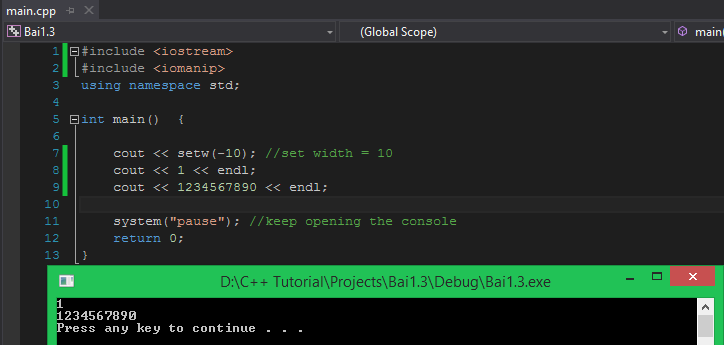 main.cpp
Bai1.3 (Global Scope) main(
1 #include <iostream>
2 #include <iomanip>
3 using namespace std;
4
5 int main()  {
6
7     cout << setw(-10); //set width = 10
8     cout << 1 << endl;
9     cout << 1234567890 << endl;
10
11     system("pause"); //keep opening the console
12     return 0;
13 }
D:\C++ Tutorial\Projects\Bai1.3\Debug\Bai1.3.exe
1
1234567890
Press any key to continue . . .